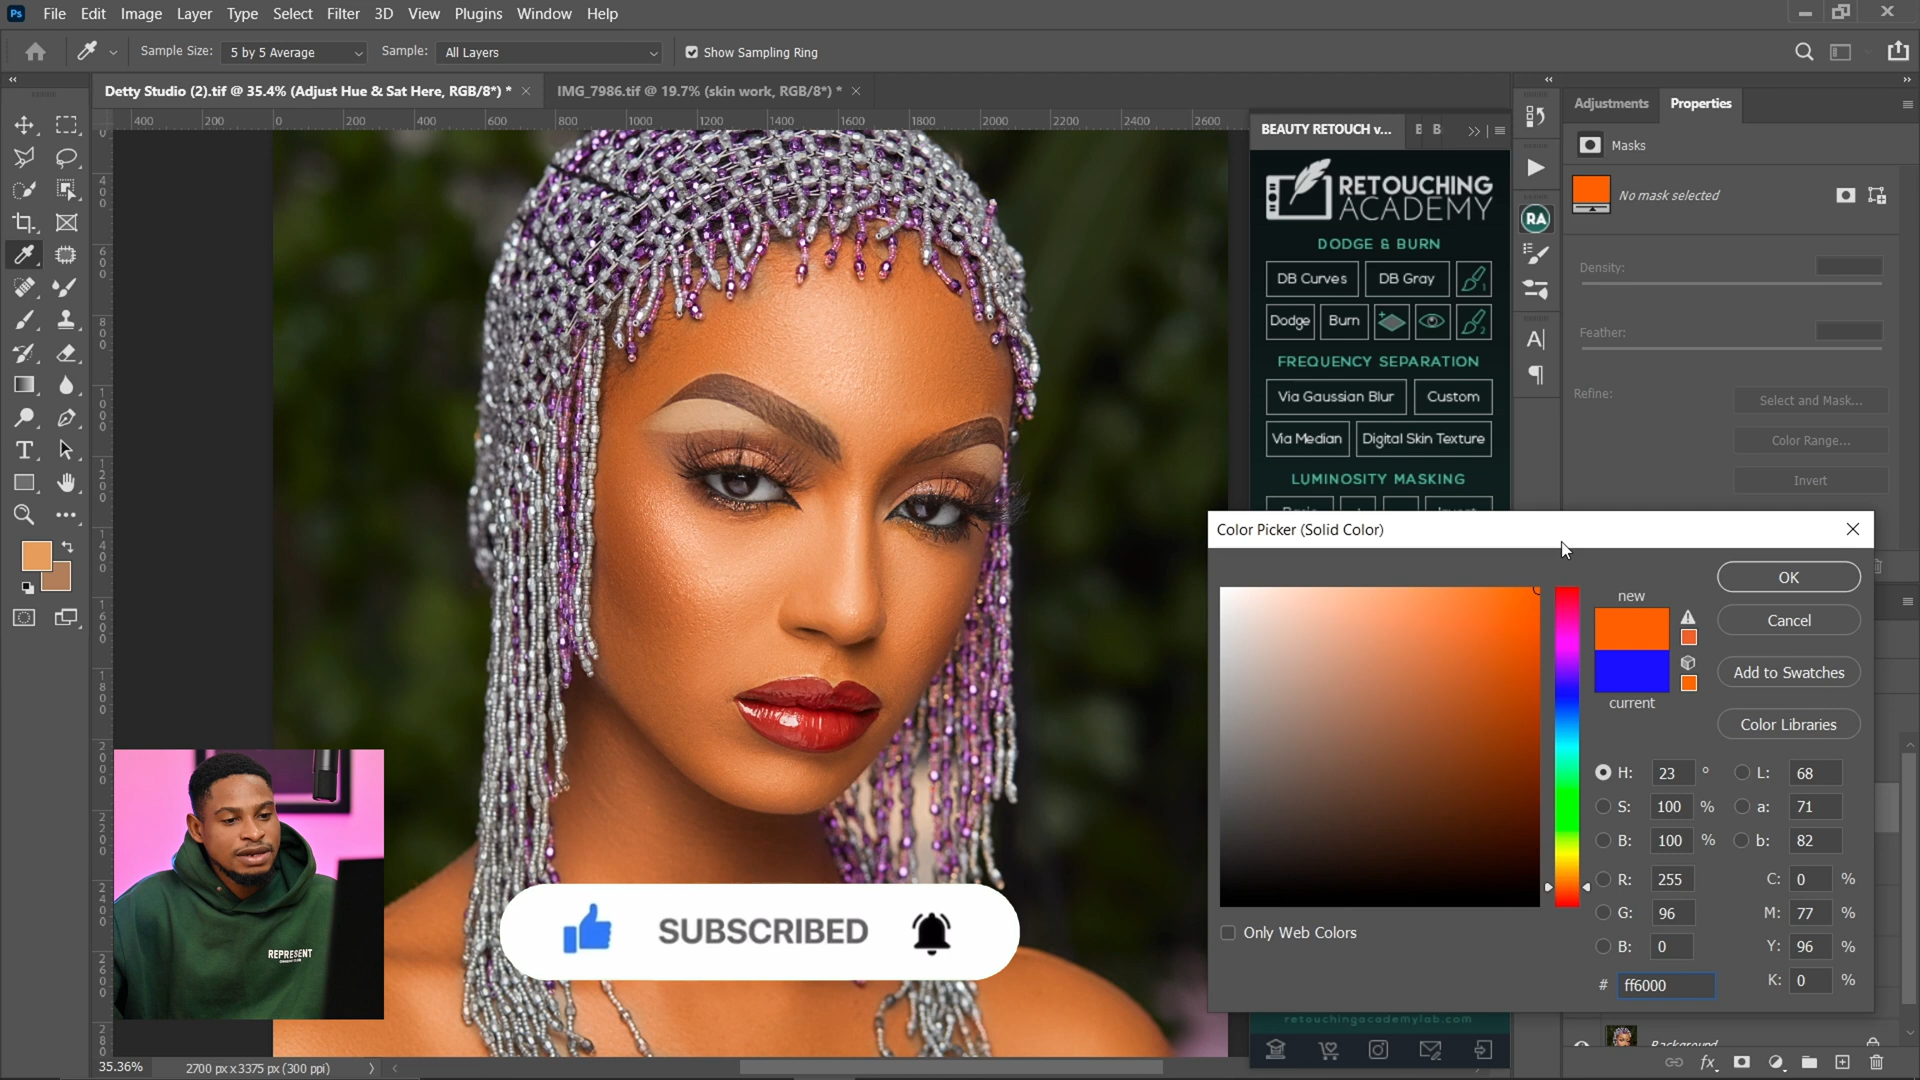 Ps File Edit Image Layer Type Select Filter 3D View Plugins Window Help
Sample Size: 5 by 5 Average Sample: All Layers Show Sampling Ring
Detty Studio (2).tif @ 35.4% (Adjust Hue & Sat Here, RGB/8*) * × IMG_7986.tif @ 19.7% (skin work, RGB/8*) * ×
400 200 0 200 400 600 800 1000 1200 1400 1600 1800 2000 2200 2400 2600
BEAUTY RETOUCH v...
RETOUCHING
ACADEMY
DODGE & BURN
DB Curves DB Gray
Dodge Burn
FREQUENCY SEPARATION
Via Gaussian Blur Custom
Via Median Digital Skin Texture
LUMINOSITY MASKING
RA
Adjustments Properties
Masks
No mask selected
Density:
Feather:
Refine:
Select and Mask...
Color Range...
Invert
Color Picker (Solid Color)
new
current
OK
Cancel
Add to Swatches
Color Libraries
H: 23 ° L: 68
S: 100 % a: 71
B: 100 % b: 82
R: 255 C: 0 %
G: 96 M: 77 %
B: 0 Y: 96 %
# ff6000 K: 0 %
Only Web Colors
REPRESENT
SUBSCRIBED
retouchingacademylab.com
Background
35.36% 2700 px x 3375 px (300 ppi)